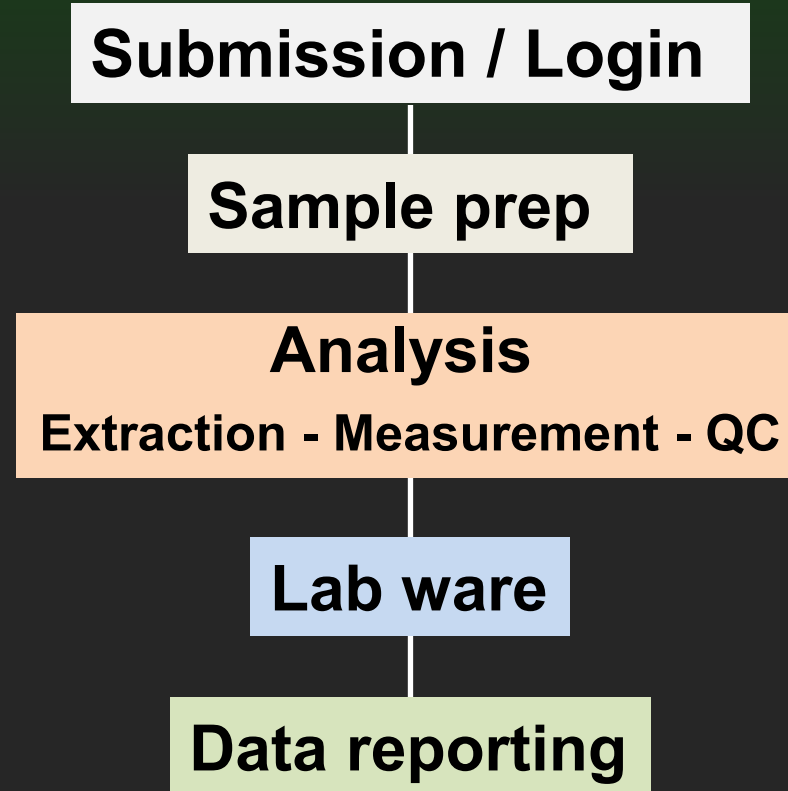 Submission / Login
Sample prep
Analysis
Extraction - Measurement - QC
Lab ware
Data reporting